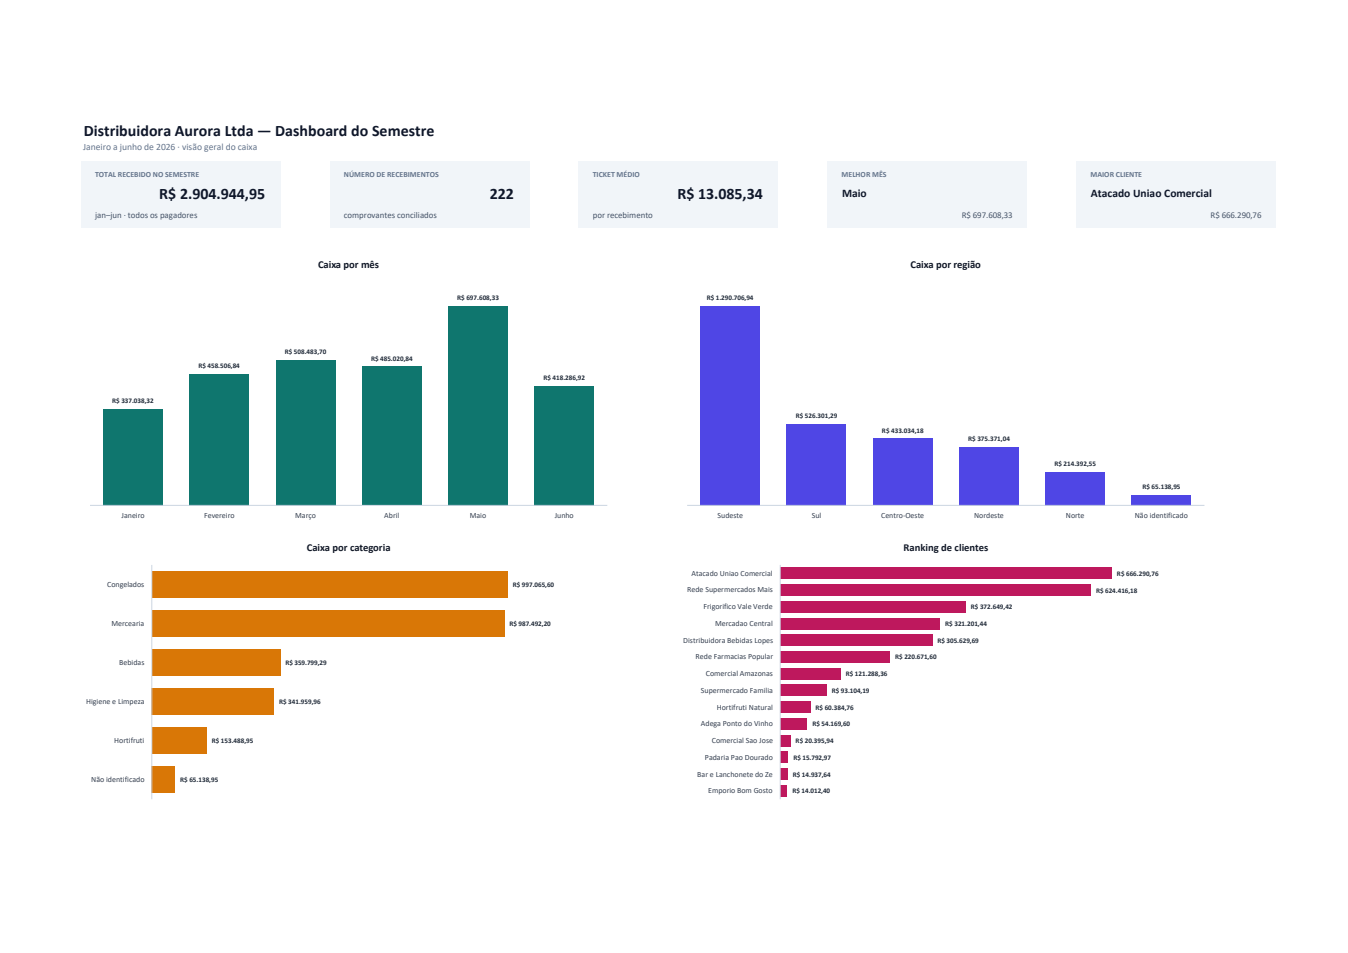 Distribuidora Aurora Ltda — Dashboard do Semestre
Janeiro a junho de 2026 · visão geral do caixa
TOTAL RECEBIDO NO SEMESTRE
R$ 2.904.944,95
jan–jun · todos os pagadores
NÚMERO DE RECEBIMENTOS
222
comprovantes conciliados
TICKET MÉDIO
R$ 13.085,34
por recebimento
MELHOR MÊS
Maio
R$ 697.608,33
MAIOR CLIENTE
Atacado Uniao Comercial
R$ 666.290,76
Caixa por mês
R$ 337.038,32
R$ 458.506,84
R$ 508.483,70
R$ 485.020,84
R$ 697.608,33
R$ 418.286,92
Janeiro
Fevereiro
Março
Abril
Maio
Junho
Caixa por região
R$ 1.290.706,94
R$ 526.301,29
R$ 433.034,18
R$ 375.371,04
R$ 214.392,55
R$ 65.138,95
Sudeste
Sul
Centro-Oeste
Nordeste
Norte
Não identificado
Caixa por categoria
Congelados R$ 997.065,60
Mercearia R$ 987.492,20
Bebidas R$ 359.799,29
Higiene e Limpeza R$ 341.959,96
Hortifruti R$ 153.488,95
Não identificado R$ 65.138,95
Ranking de clientes
Atacado Uniao Comercial R$ 666.290,76
Rede Supermercados Mais R$ 624.416,18
Frigorifico Vale Verde R$ 372.649,42
Mercadao Central R$ 321.201,44
Distribuidora Bebidas Lopes R$ 305.629,69
Rede Farmacias Popular R$ 220.671,60
Comercial Amazonas R$ 121.288,36
Supermercado Familia R$ 93.104,19
Hortifruti Natural R$ 60.384,76
Adega Ponto do Vinho R$ 54.169,60
Comercial Sao Jose R$ 20.395,94
Padaria Pao Dourado R$ 15.792,97
Bar e Lanchonete do Ze R$ 14.937,64
Emporio Bom Gosto R$ 14.012,40